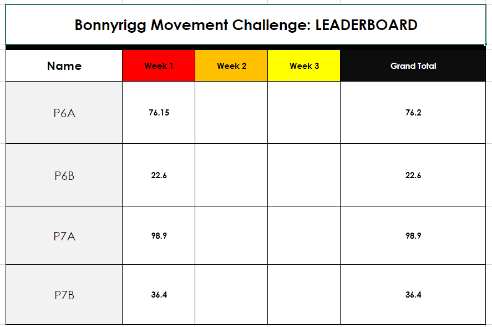 Bonnyrigg Movement Challenge: LEADERBOARD
Name Week 1 Week 2 Week 3 Grand Total
P6A 76.15 76.2
P6B 22.6 22.6
P7A 98.9 98.9
P7B 36.4 36.4